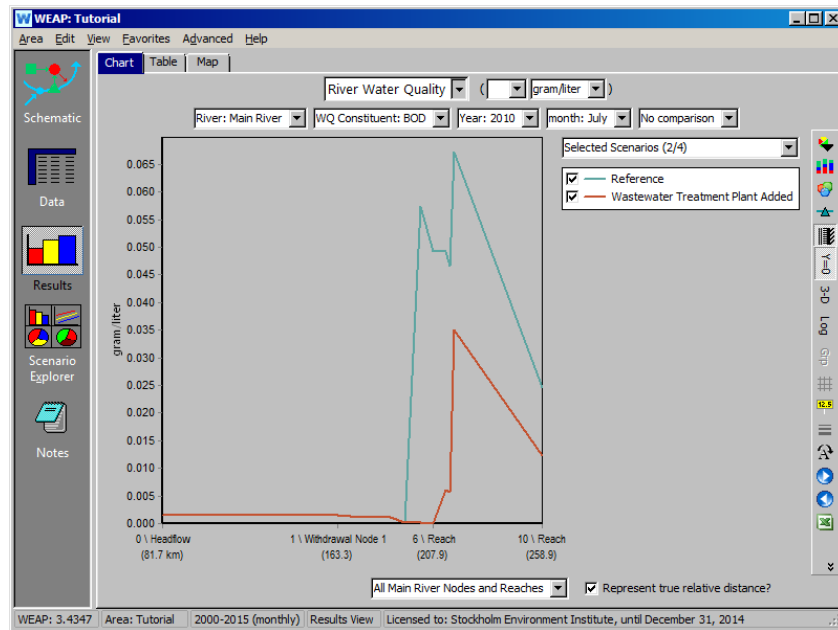 WEAP: Tutorial
Area Edit View Favorites Advanced Help
Chart Table Map
River Water Quality ( gram/liter )
River: Main River WQ Constituent: BOD Year: 2010 month: July No comparison
Selected Scenarios (2/4)
Reference
Wastewater Treatment Plant Added
Schematic
Data
Results
Scenario
Explorer
Notes
gram/liter
0.065
0.060
0.055
0.050
0.045
0.040
0.035
0.030
0.025
0.020
0.015
0.010
0.005
0.000
0 \ Headflow 1 \ Withdrawal Node 1 6 \ Reach 10 \ Reach
(81.7 km) (163.3) (207.9) (258.9)
Y=0
3-D
Log
Grp
12.5
A
All Main River Nodes and Reaches Represent true relative distance?
WEAP: 3.4347 Area: Tutorial 2000-2015 (monthly) Results View Licensed to: Stockholm Environment Institute, until December 31, 2014